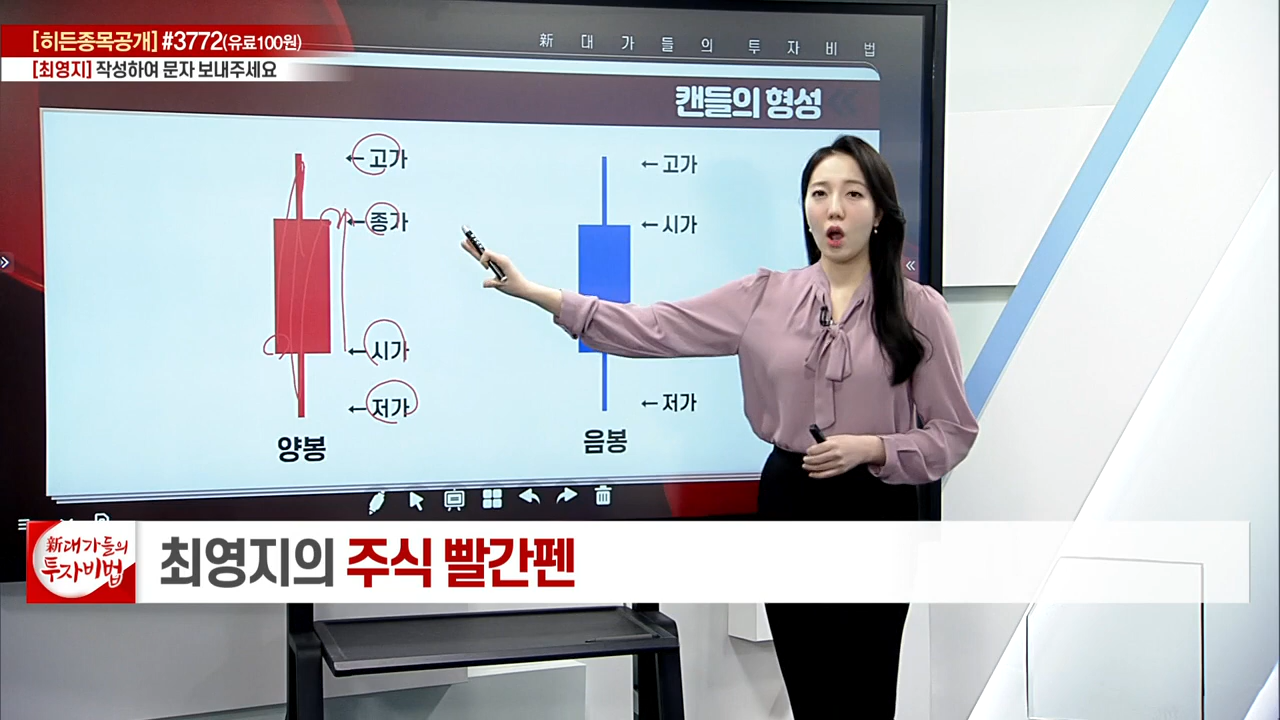 [히든종목공개] #3772(유료100원)
[최영지] 작성하여 문자 보내주세요
新 대 가 들 의 투 자 비 법
캔들의 형성
←고가
←종가
←시가
←저가
양봉
←고가
←시가
←저가
음봉
新대가들의
투자비법
최영지의 주식 빨간펜